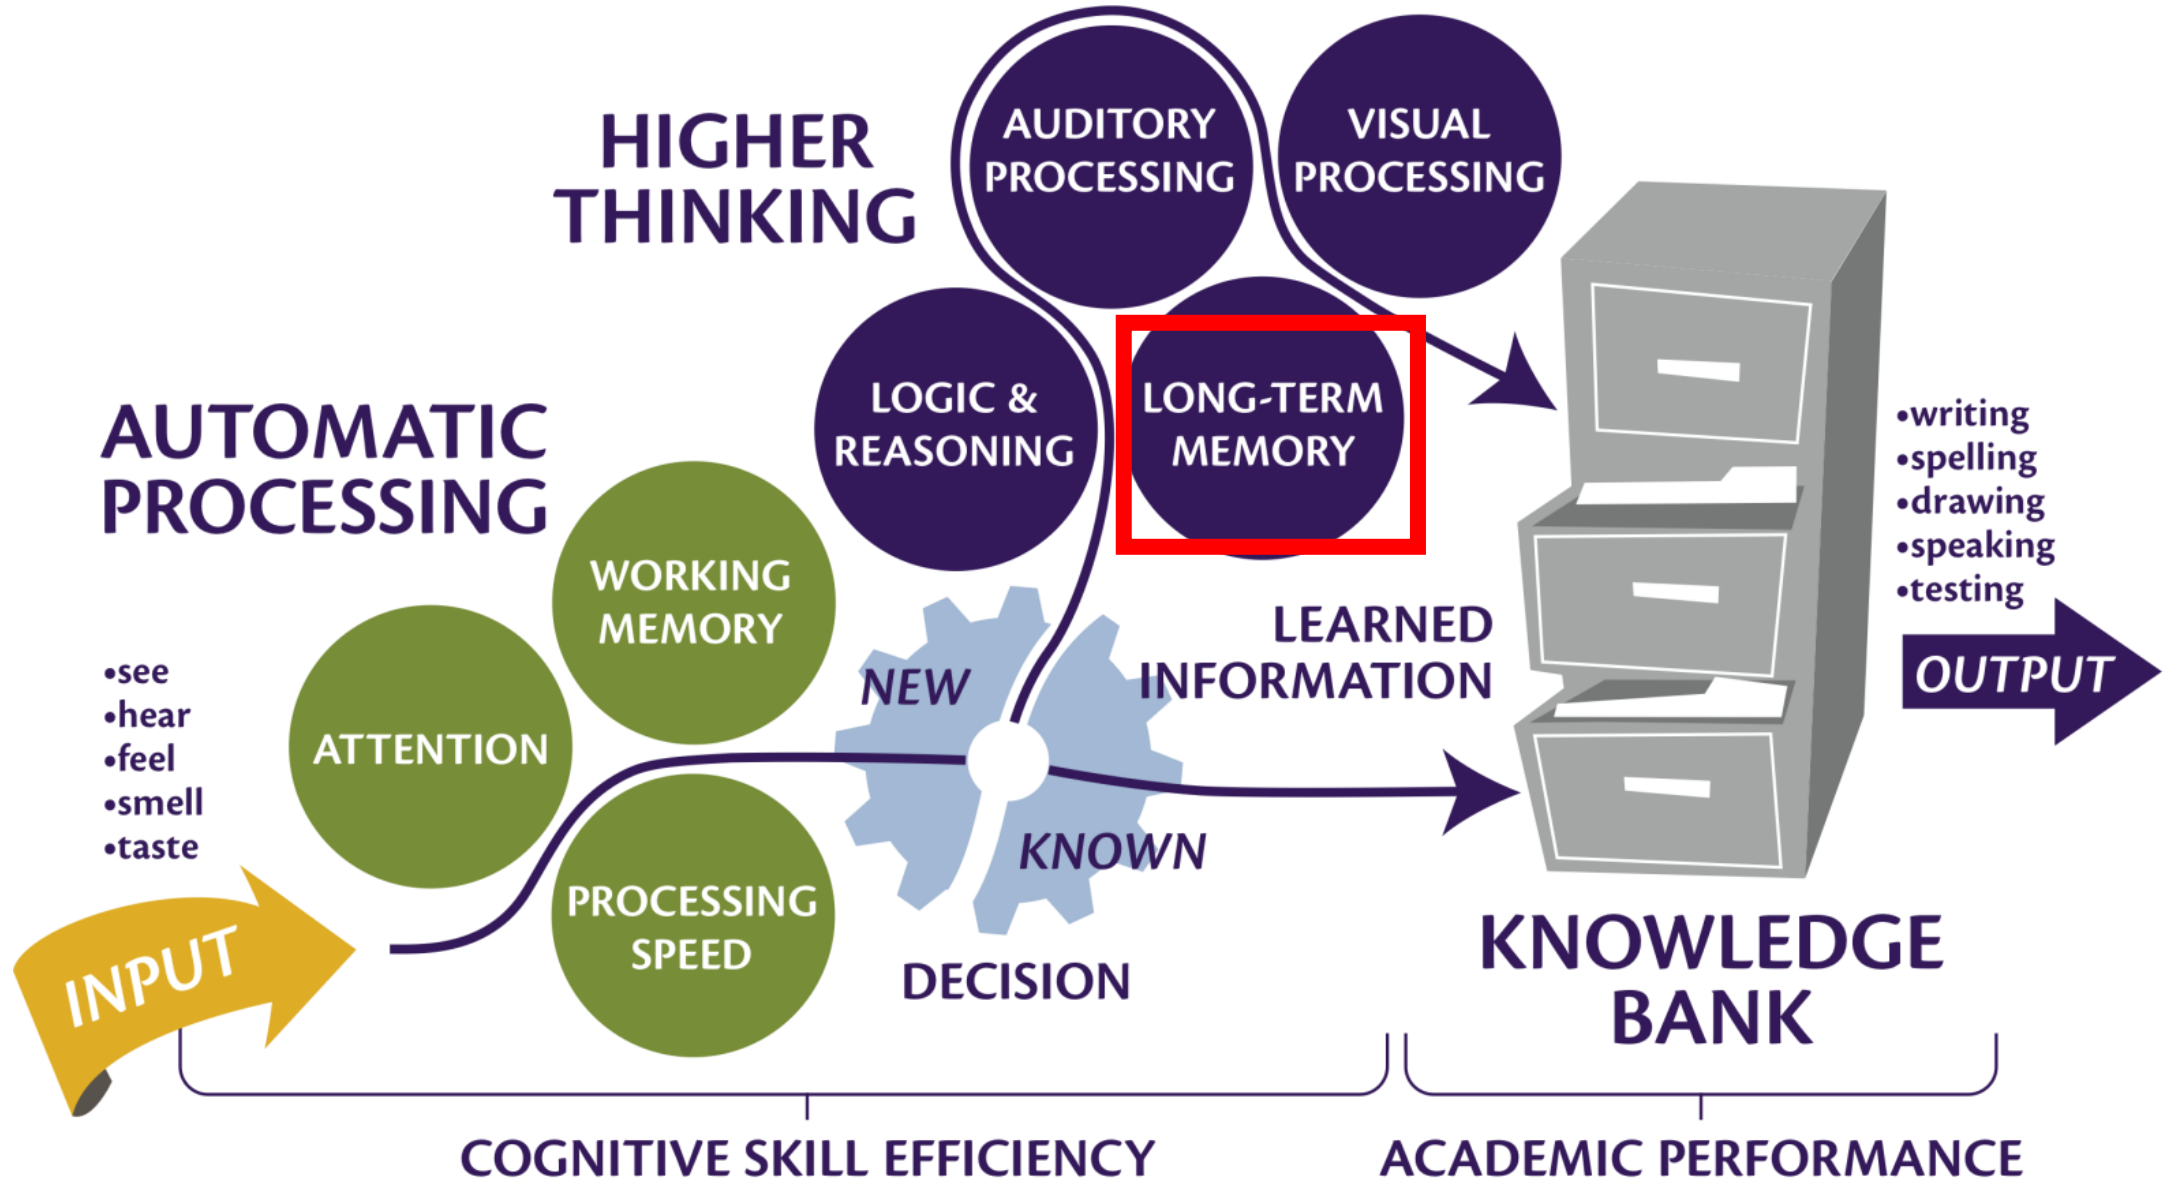 HIGHER
THINKING
AUDITORY
PROCESSING
VISUAL
PROCESSING
LOGIC &
REASONING
LONG-TERM
MEMORY
AUTOMATIC
PROCESSING
WORKING
MEMORY
ATTENTION
PROCESSING
SPEED
•see
•hear
•feel
•smell
•taste
INPUT
NEW
KNOWN
DECISION
LEARNED
INFORMATION
•writing
•spelling
•drawing
•speaking
•testing
OUTPUT
KNOWLEDGE
BANK
COGNITIVE SKILL EFFICIENCY
ACADEMIC PERFORMANCE